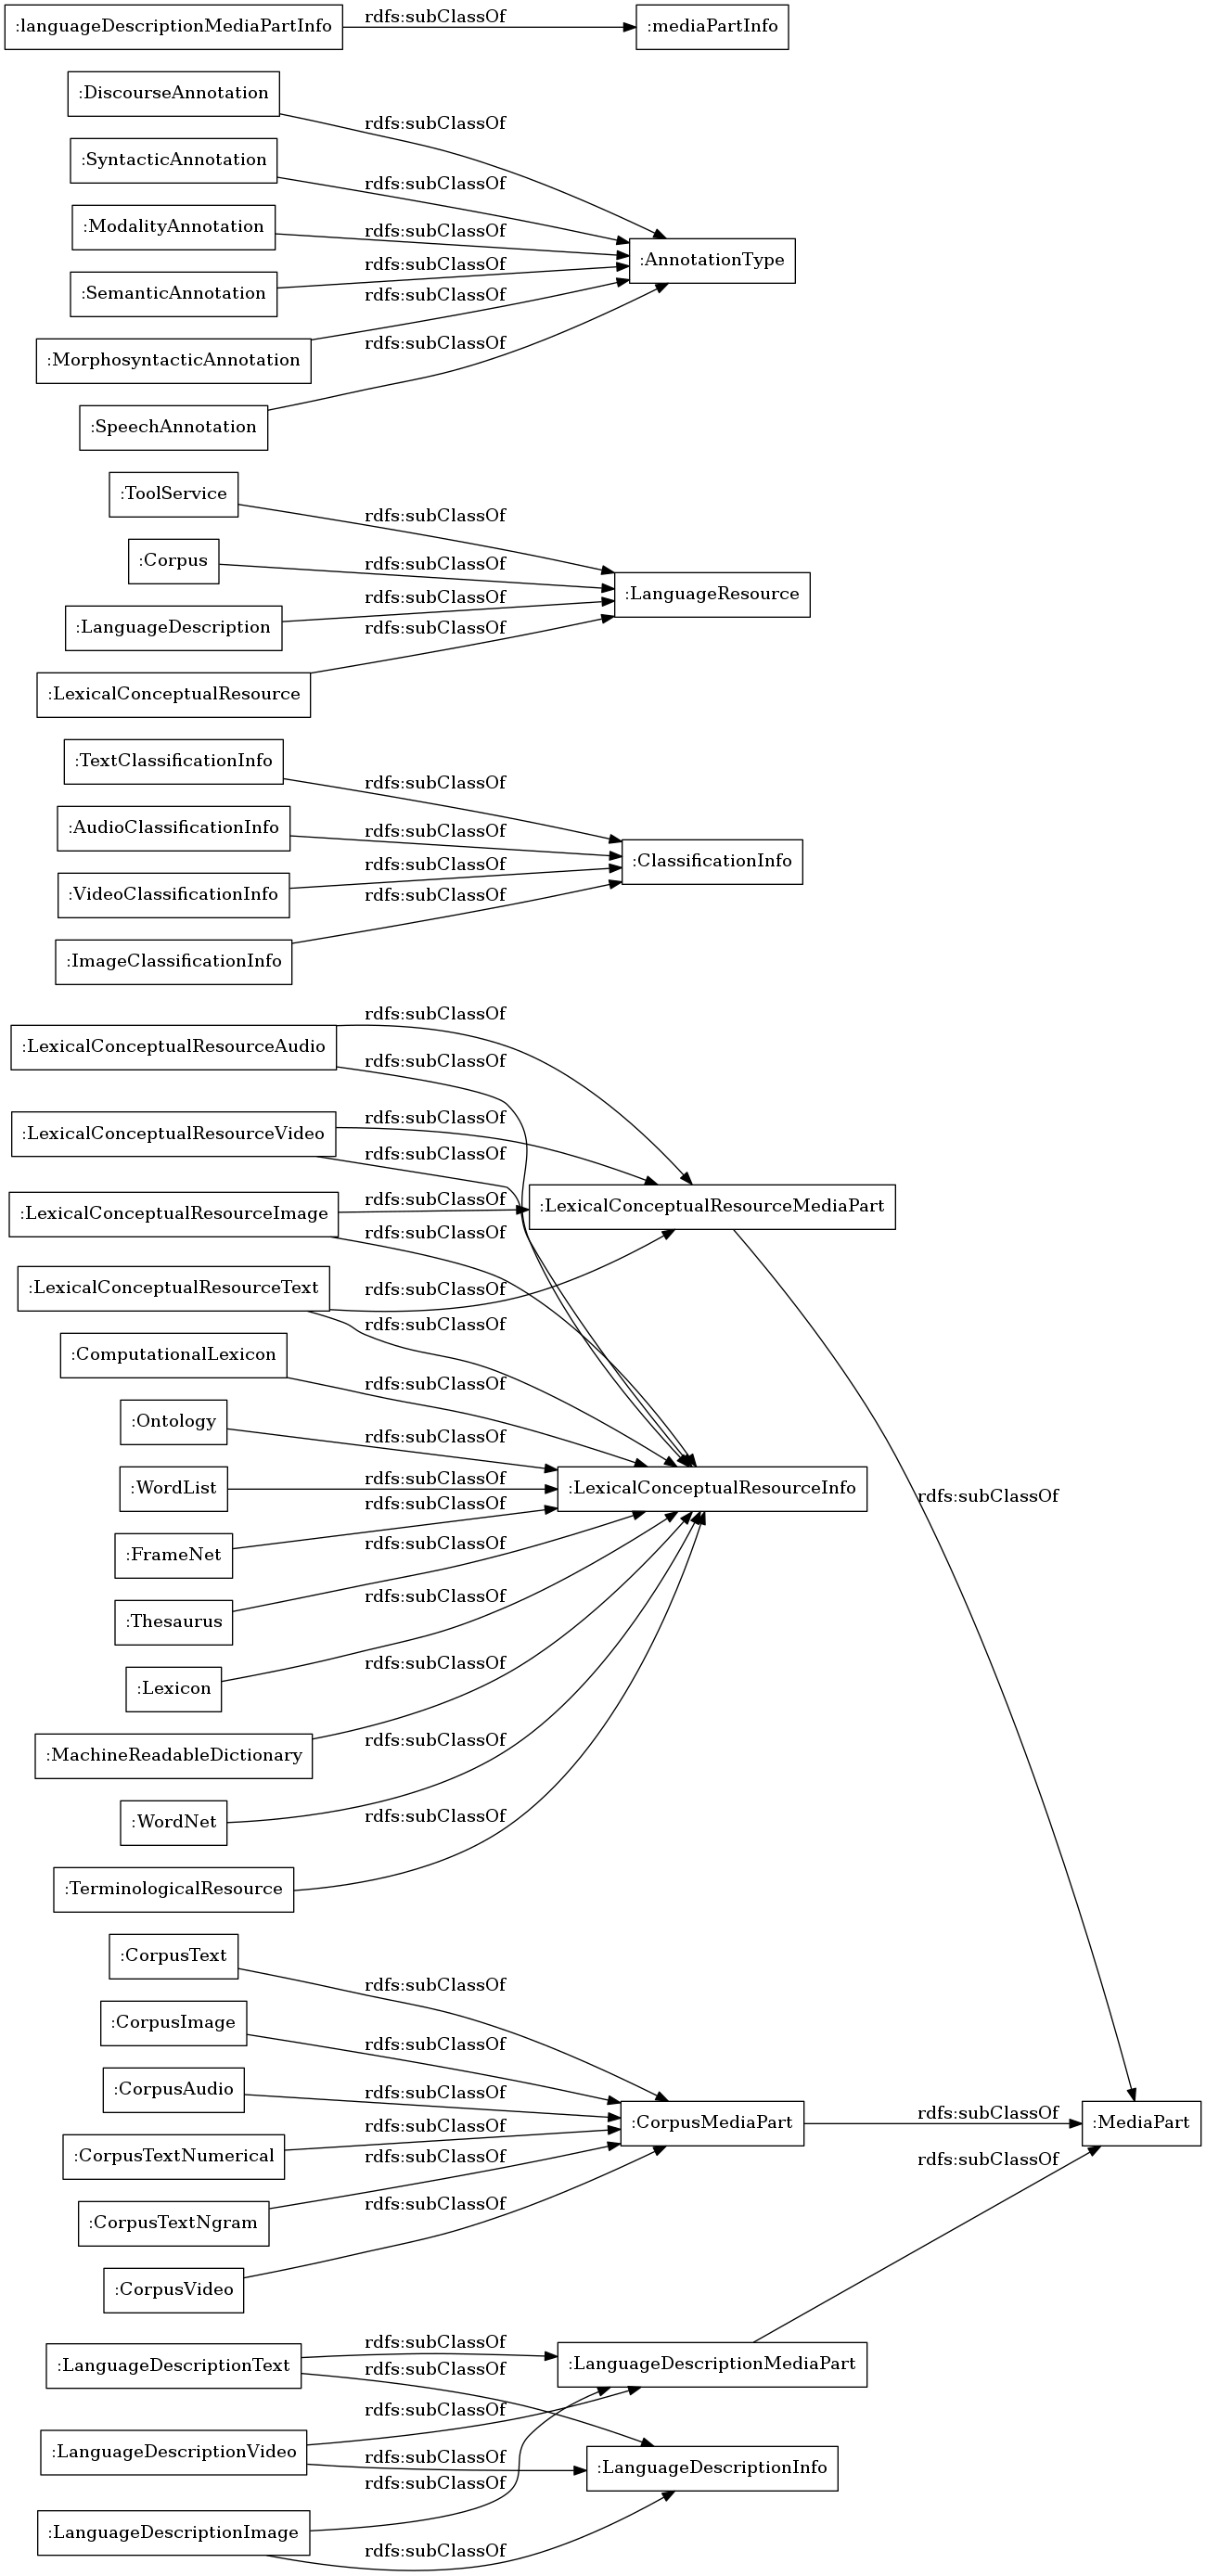 :languageDescriptionMediaPartInfo
rdfs:subClassOf
:mediaPartInfo
:DiscourseAnnotation
rdfs:subClassOf
:SyntacticAnnotation
rdfs:subClassOf
:ModalityAnnotation
rdfs:subClassOf
:AnnotationType
:SemanticAnnotation
rdfs:subClassOf
:MorphosyntacticAnnotation
rdfs:subClassOf
:SpeechAnnotation
rdfs:subClassOf
:ToolService
rdfs:subClassOf
:Corpus
rdfs:subClassOf
:LanguageResource
:LanguageDescription
rdfs:subClassOf
:LexicalConceptualResource
rdfs:subClassOf
:TextClassificationInfo
rdfs:subClassOf
:AudioClassificationInfo
rdfs:subClassOf
:ClassificationInfo
:VideoClassificationInfo
rdfs:subClassOf
:ImageClassificationInfo
rdfs:subClassOf
:LexicalConceptualResourceAudio
rdfs:subClassOf
rdfs:subClassOf
:LexicalConceptualResourceVideo
rdfs:subClassOf
rdfs:subClassOf
:LexicalConceptualResourceMediaPart
:LexicalConceptualResourceImage
rdfs:subClassOf
rdfs:subClassOf
:LexicalConceptualResourceText
rdfs:subClassOf
rdfs:subClassOf
:ComputationalLexicon
rdfs:subClassOf
:Ontology
rdfs:subClassOf
:WordList
rdfs:subClassOf
:LexicalConceptualResourceInfo
rdfs:subClassOf
:FrameNet
rdfs:subClassOf
:Thesaurus
rdfs:subClassOf
:Lexicon
rdfs:subClassOf
:MachineReadableDictionary
rdfs:subClassOf
:WordNet
rdfs:subClassOf
:TerminologicalResource
rdfs:subClassOf
:CorpusText
rdfs:subClassOf
:CorpusImage
rdfs:subClassOf
:CorpusAudio
rdfs:subClassOf
:CorpusMediaPart
rdfs:subClassOf
:MediaPart
:CorpusTextNumerical
rdfs:subClassOf
:CorpusTextNgram
rdfs:subClassOf
:CorpusVideo
rdfs:subClassOf
:LanguageDescriptionText
rdfs:subClassOf
rdfs:subClassOf
:LanguageDescriptionMediaPart
:LanguageDescriptionVideo
rdfs:subClassOf
rdfs:subClassOf
:LanguageDescriptionInfo
:LanguageDescriptionImage
rdfs:subClassOf